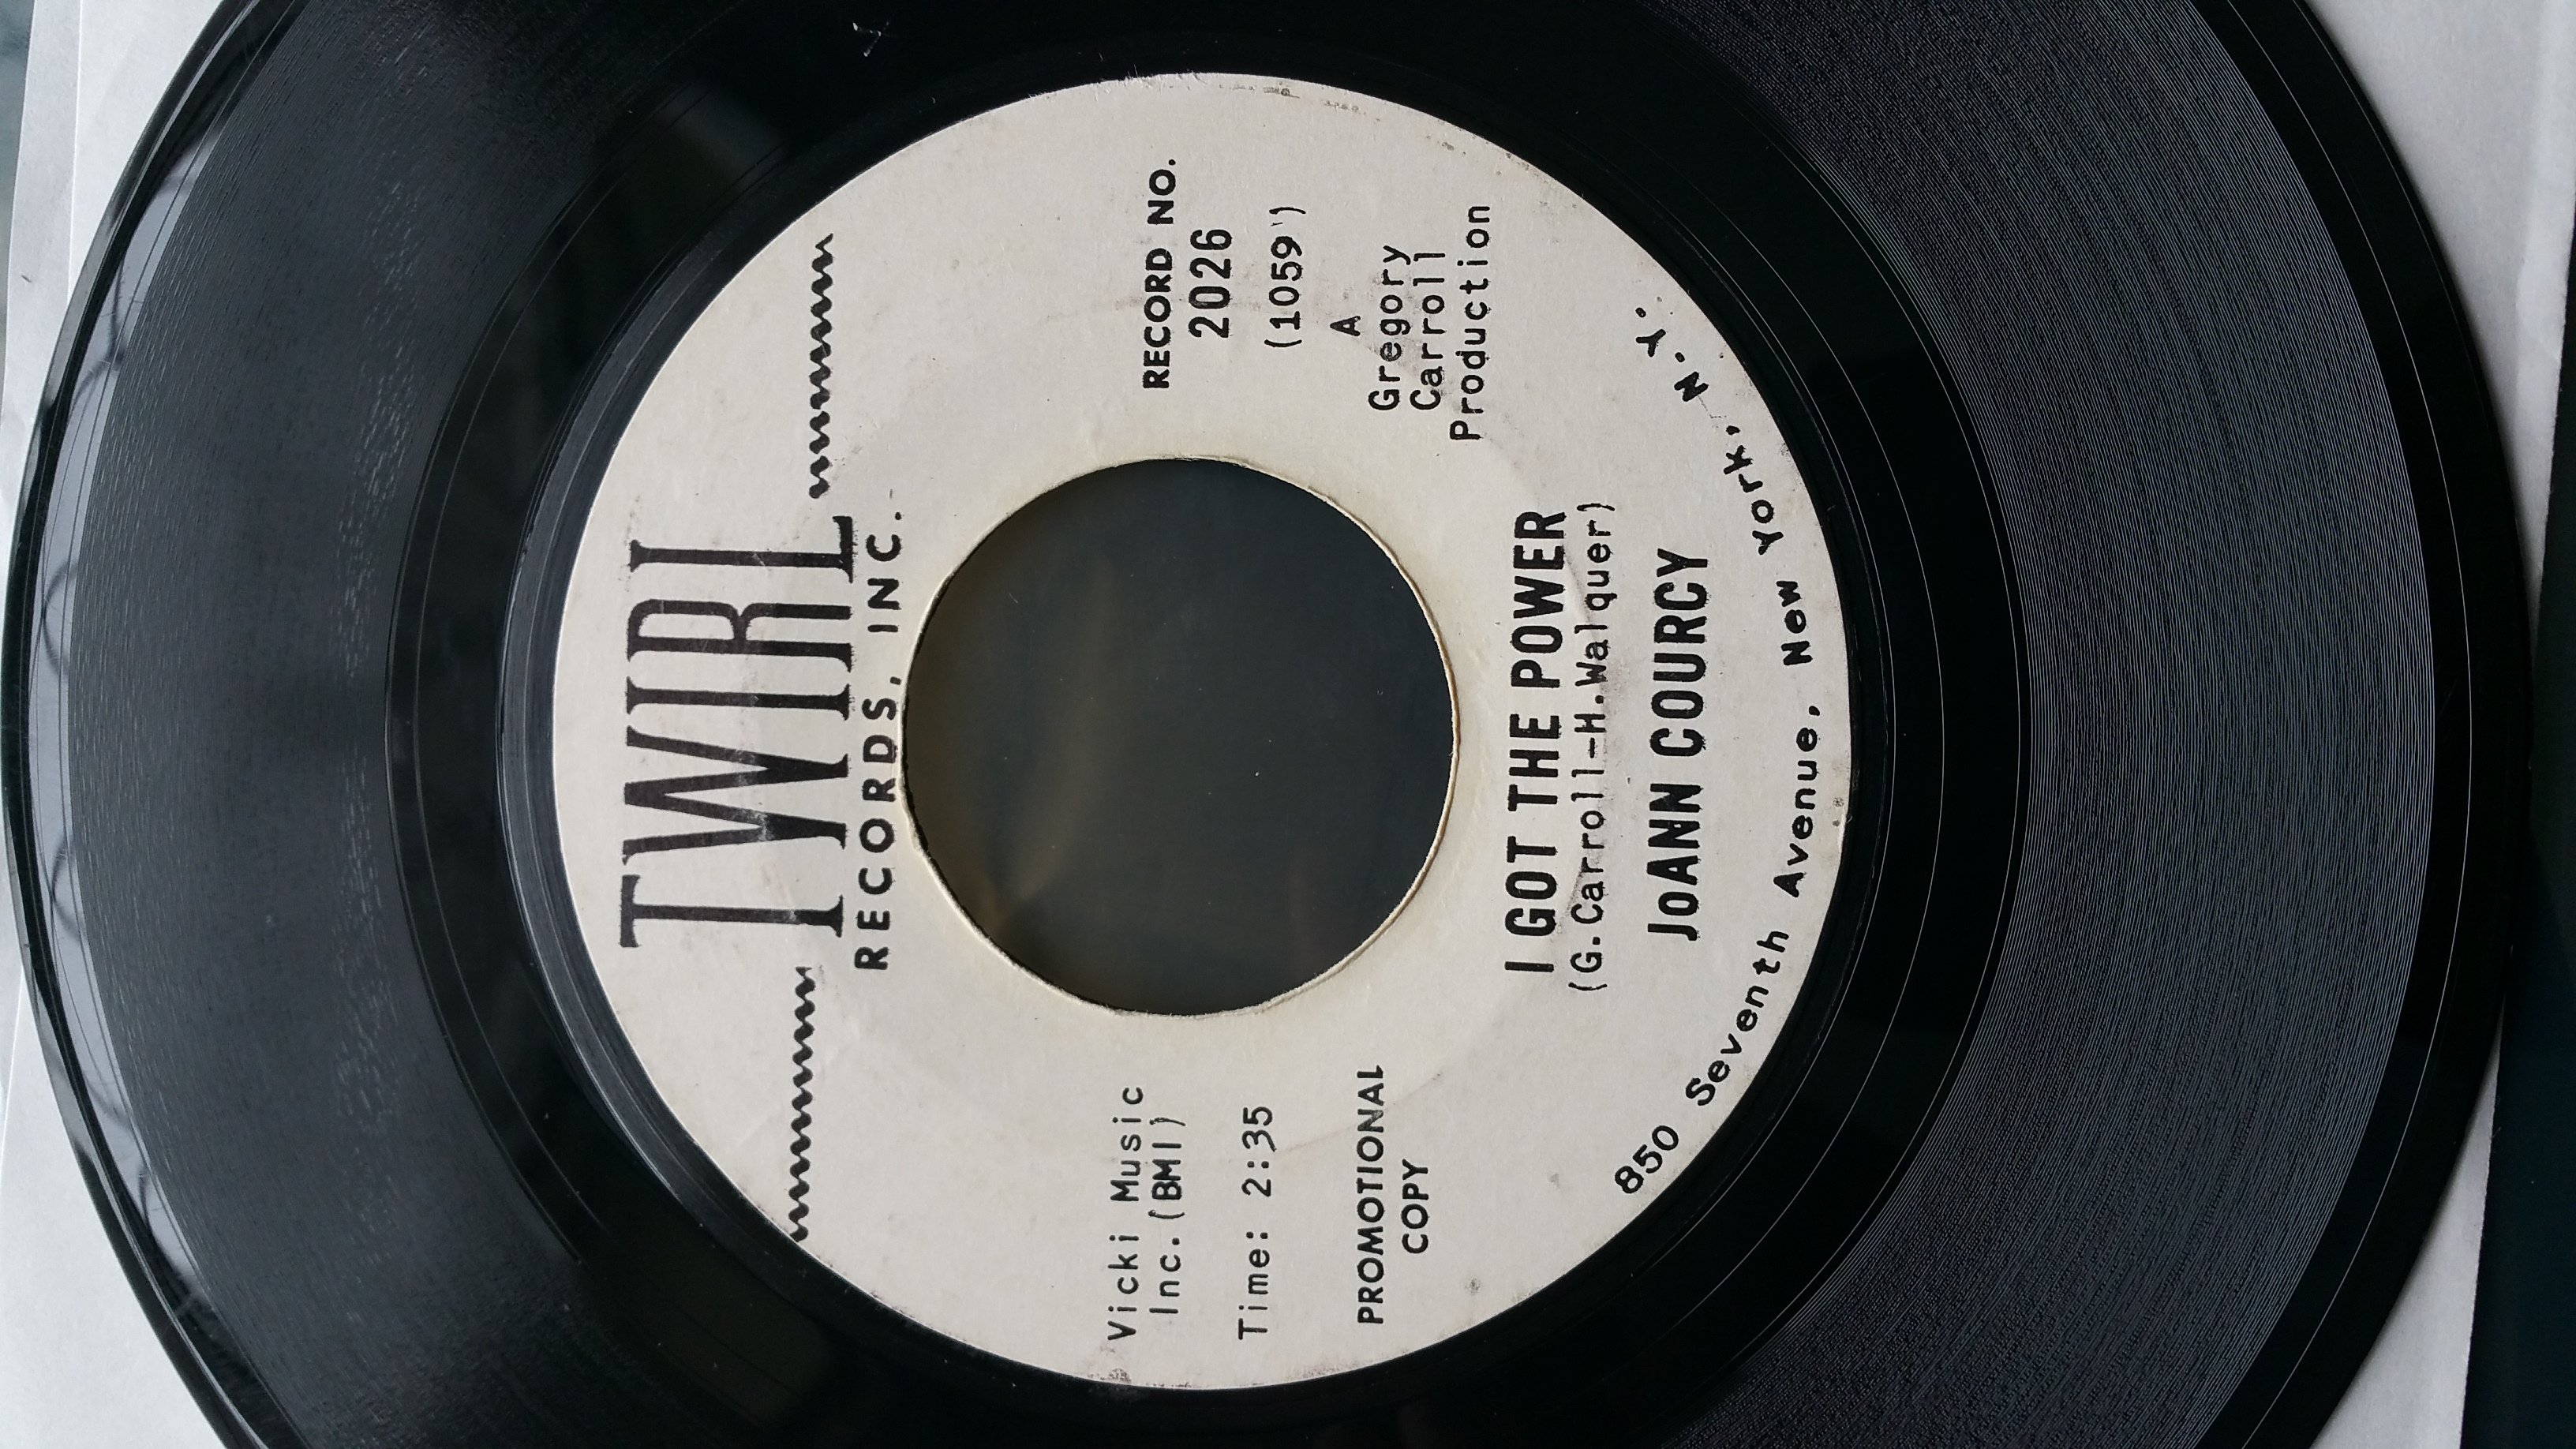 TWIRL
RECORDS, INC.
Vicki Music
Inc.(BMI)
Time: 2:35
PROMOTIONAL
COPY
RECORD NO.
2026
(1059')
A
Gregory
Carroll
Production
I GOT THE POWER
(G.Carroll-H.Walquer)
JoANN COURCY
850 Seventh Avenue, New York, N.Y.